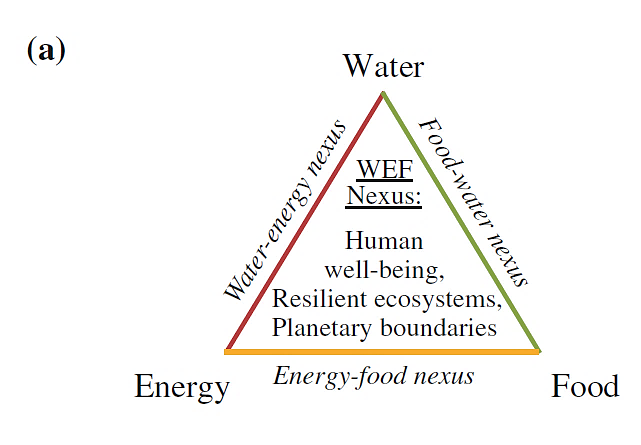 (a)
Water
Water-energy nexus
Food-water nexus
WEF
Nexus:
Human
well-being,
Resilient ecosystems,
Planetary boundaries
Energy
Energy-food nexus
Food